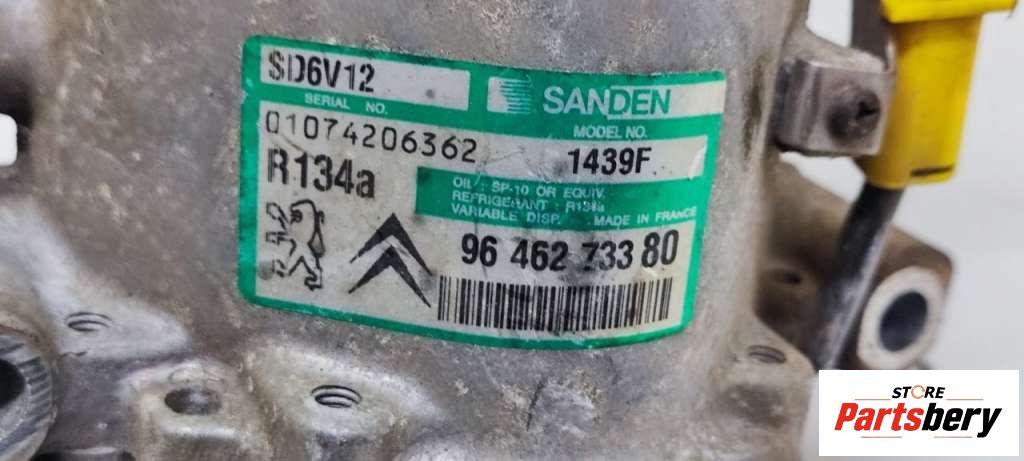 SD6V12
SANDEN
SERIAL NO.
MODEL NO.
01074206362
1439F
R134a
OIL : SP-10 OR EQUIV.
REFRIGERANT : R134a
VARIABLE DISP. MADE IN FRANCE
96 462 733 80
STORE
Partsbery